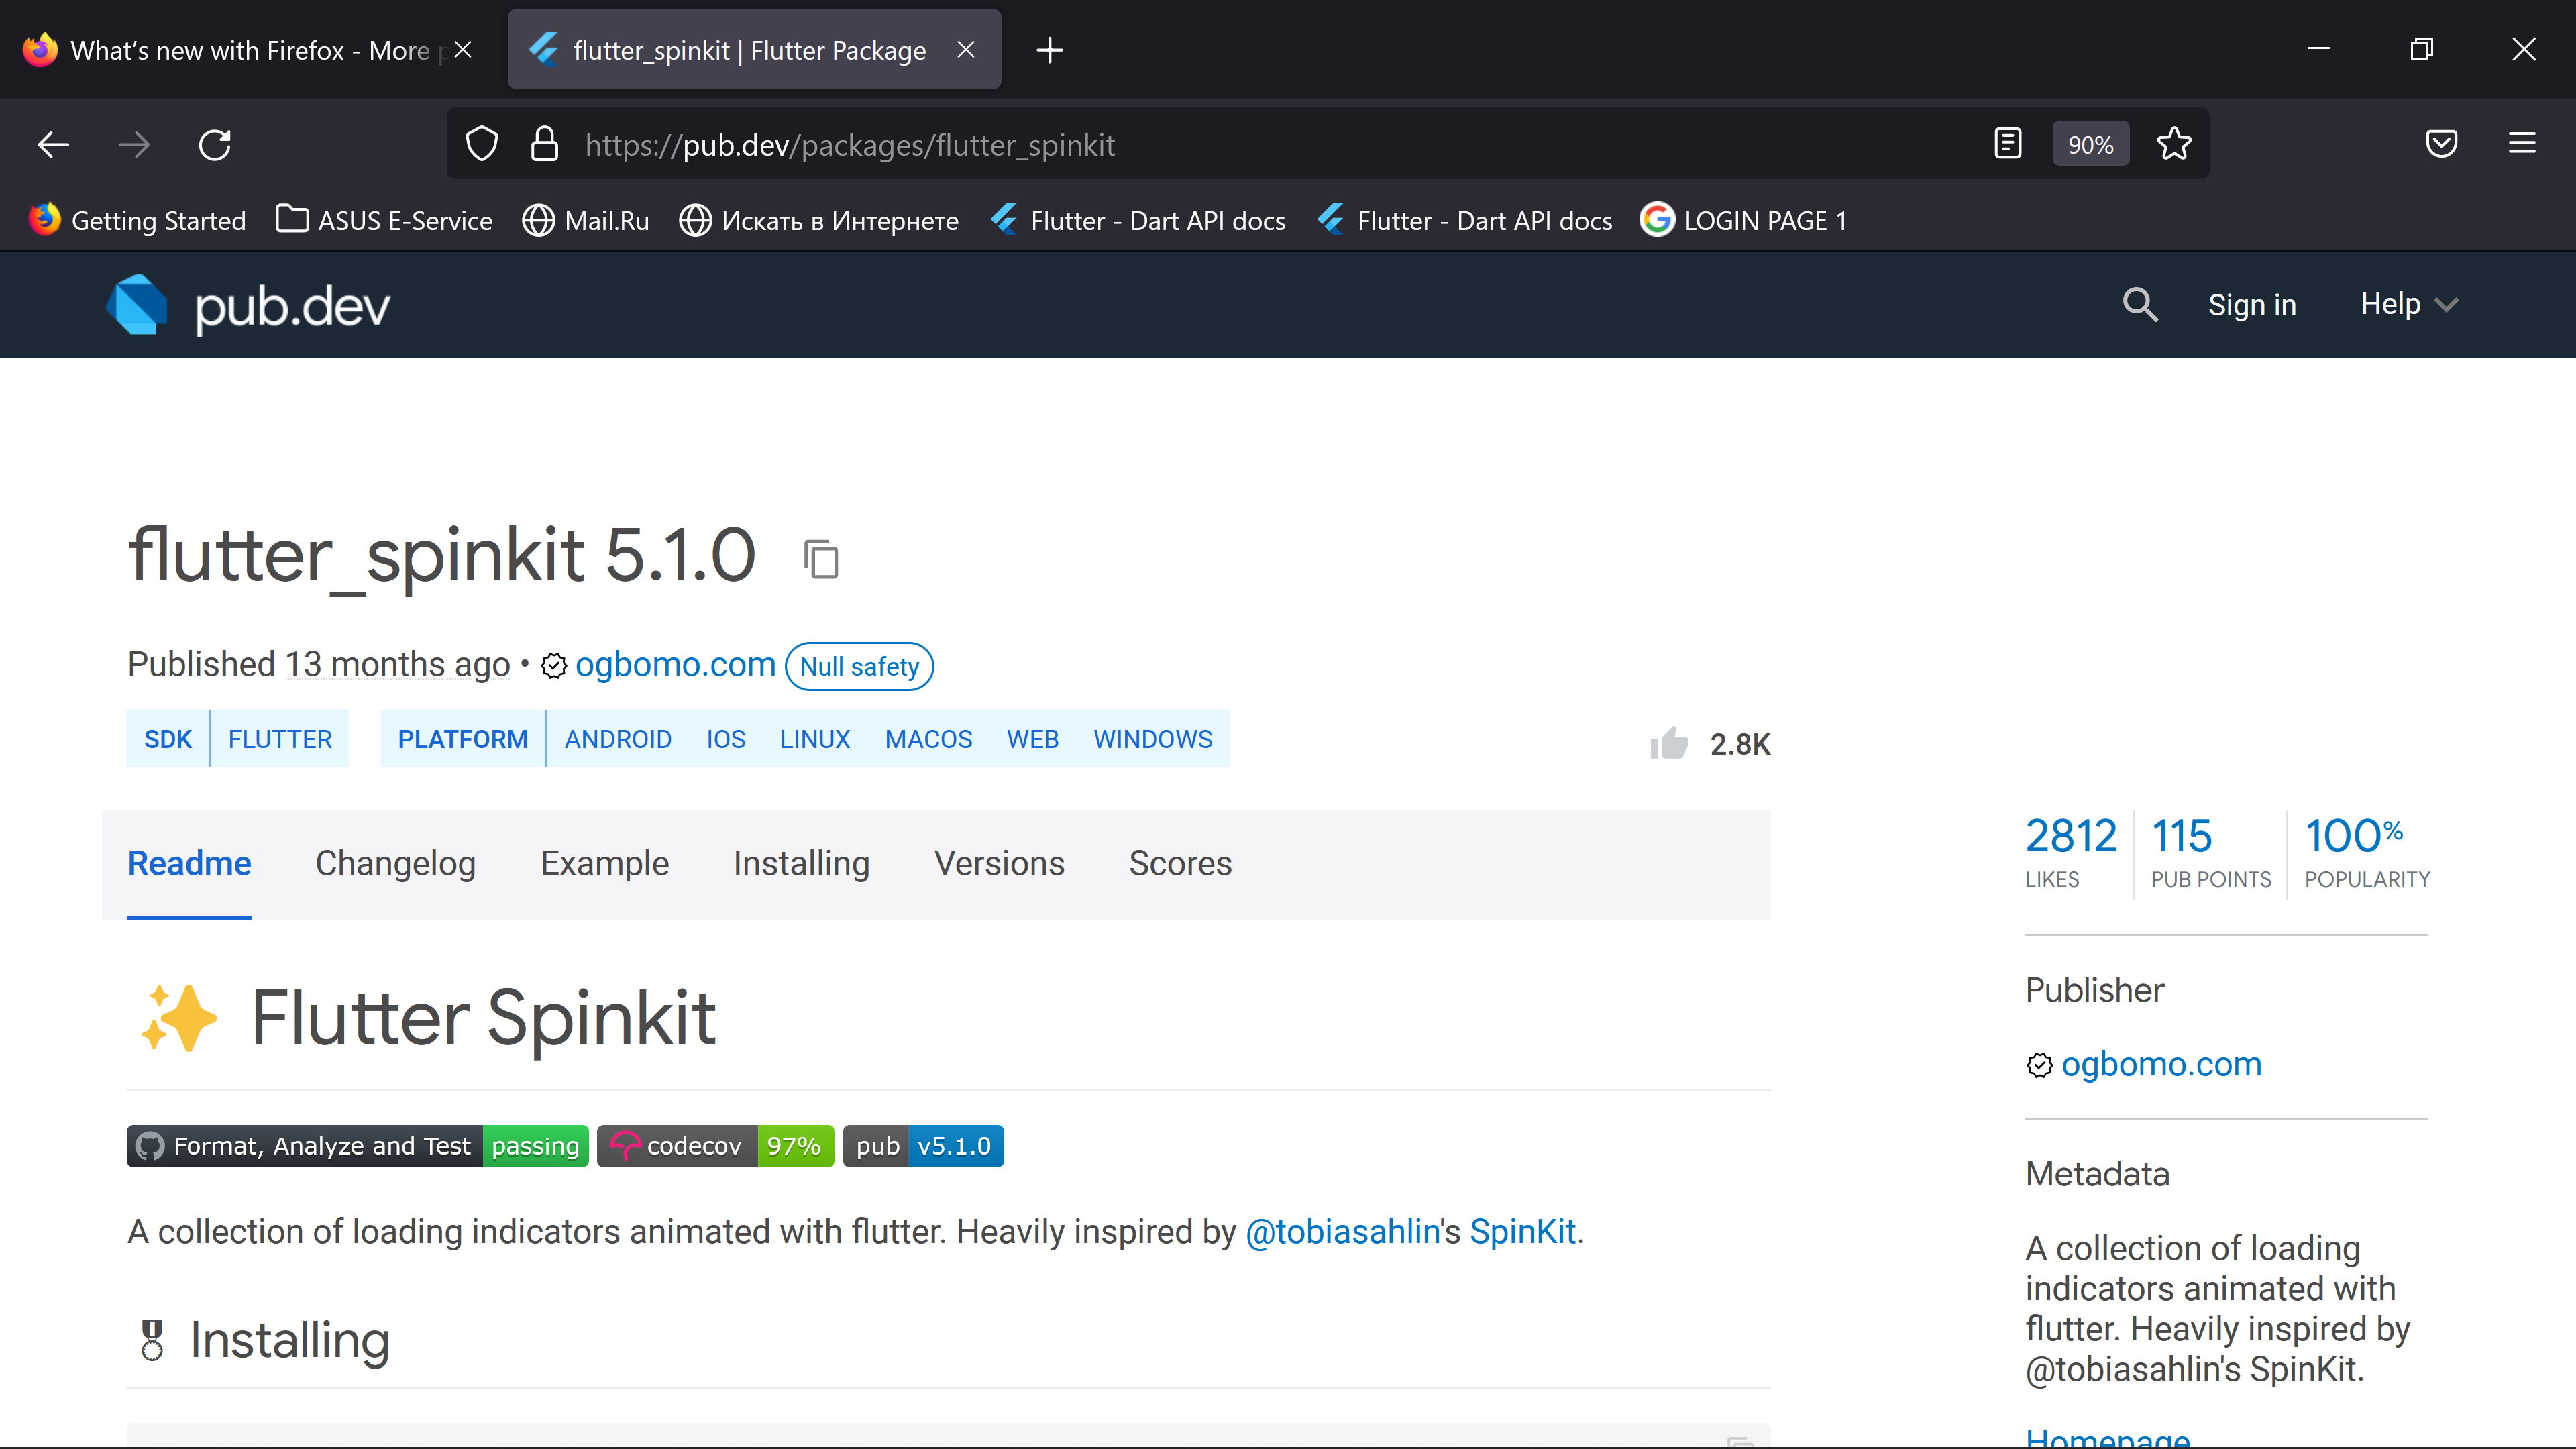 What's new with Firefox - More
flutter_spinkit | Flutter Package
https://pub.dev/packages/flutter_spinkit
90%
Getting Started
ASUS E-Service
Mail.Ru
Искать в Интернете
Flutter - Dart API docs
Flutter - Dart API docs
LOGIN PAGE 1
pub.dev
Sign in
Help
flutter_spinkit 5.1.0
Published 13 months ago • ogbomo.com Null safety
SDK FLUTTER PLATFORM ANDROID IOS LINUX MACOS WEB WINDOWS
2.8K
Readme Changelog Example Installing Versions Scores
2812 LIKES
115 PUB POINTS
100% POPULARITY
Flutter Spinkit
Format, Analyze and Test passing codecov 97% pub v5.1.0
A collection of loading indicators animated with flutter. Heavily inspired by @tobiasahlin's SpinKit.
Installing
Publisher
ogbomo.com
Metadata
A collection of loading
indicators animated with
flutter. Heavily inspired by
@tobiasahlin's SpinKit.
Homepage